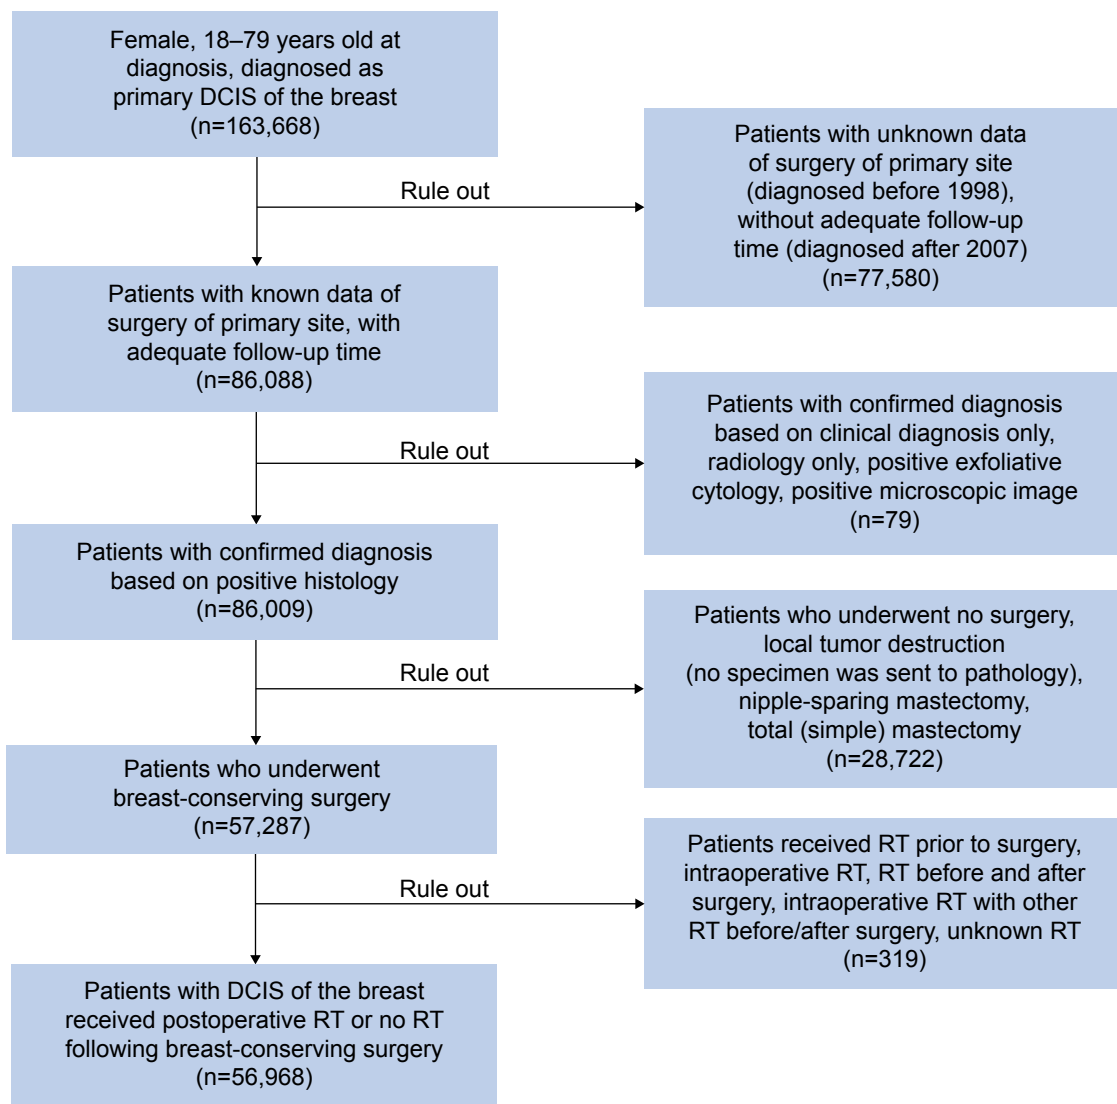 Female, 18–79 years old at
diagnosis, diagnosed as
primary DCIS of the breast
(n=163,668)
Rule out
Patients with unknown data
of surgery of primary site
(diagnosed before 1998),
without adequate follow-up
time (diagnosed after 2007)
(n=77,580)
Patients with known data of
surgery of primary site, with
adequate follow-up time
(n=86,088)
Rule out
Patients with confirmed diagnosis
based on clinical diagnosis only,
radiology only, positive exfoliative
cytology, positive microscopic image
(n=79)
Patients with confirmed diagnosis
based on positive histology
(n=86,009)
Rule out
Patients who underwent no surgery,
local tumor destruction
(no specimen was sent to pathology),
nipple-sparing mastectomy,
total (simple) mastectomy
(n=28,722)
Patients who underwent
breast-conserving surgery
(n=57,287)
Rule out
Patients received RT prior to surgery,
intraoperative RT, RT before and after
surgery, intraoperative RT with other
RT before/after surgery, unknown RT
(n=319)
Patients with DCIS of the breast
received postoperative RT or no RT
following breast-conserving surgery
(n=56,968)